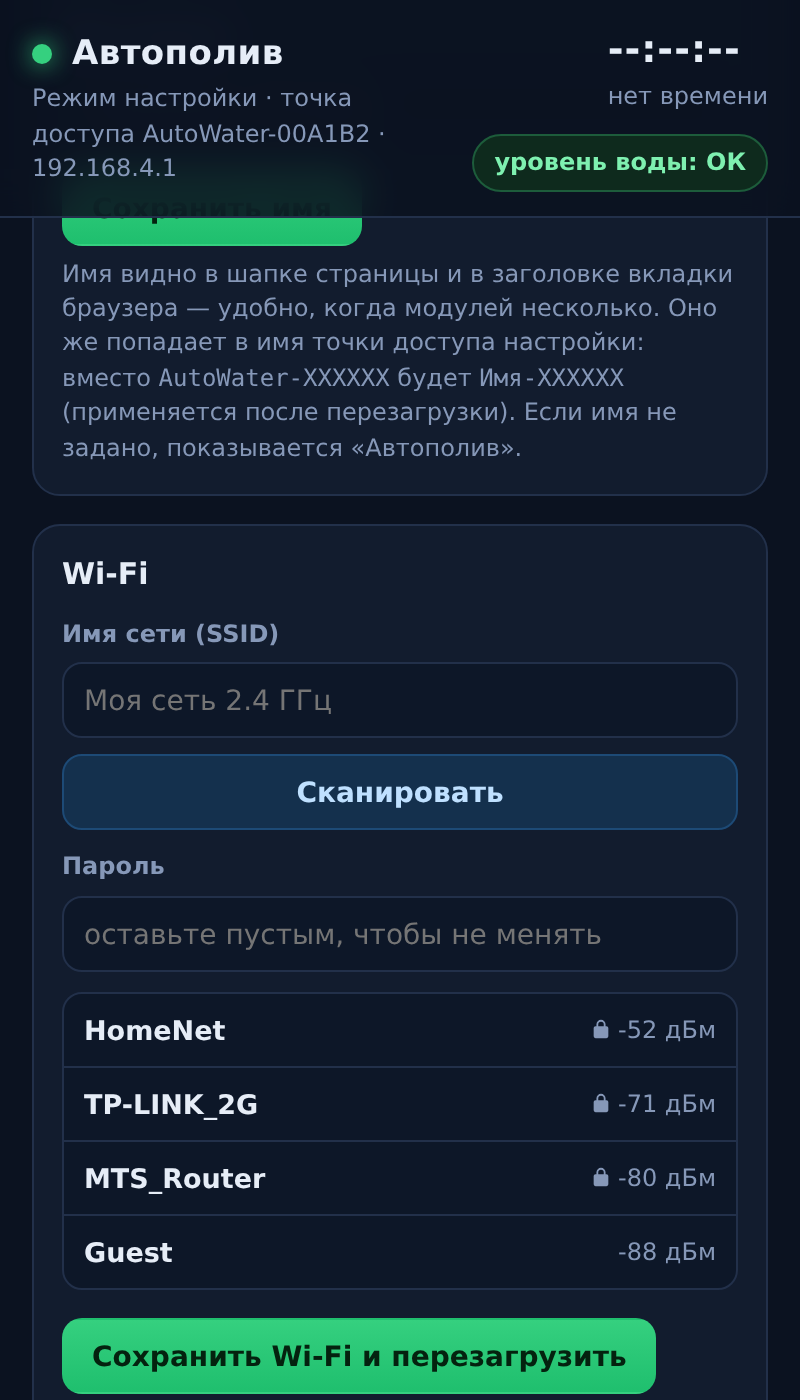 Автополив
--:--:--
Режим настройки · точка
доступа AutoWater-00A1B2 ·
192.168.4.1
нет времени
уровень воды: ОК
Сохранить имя
Имя видно в шапке страницы и в заголовке вкладки
браузера — удобно, когда модулей несколько. Оно
же попадает в имя точки доступа настройки:
вместо AutoWater-XXXXXX будет Имя-XXXXXX
(применяется после перезагрузки). Если имя не
задано, показывается «Автополив».
Wi-Fi
Имя сети (SSID)
Моя сеть 2.4 ГГц
Сканировать
Пароль
оставьте пустым, чтобы не менять
HomeNet -52 дБм
TP-LINK_2G -71 дБм
MTS_Router -80 дБм
Guest -88 дБм
Сохранить Wi-Fi и перезагрузить